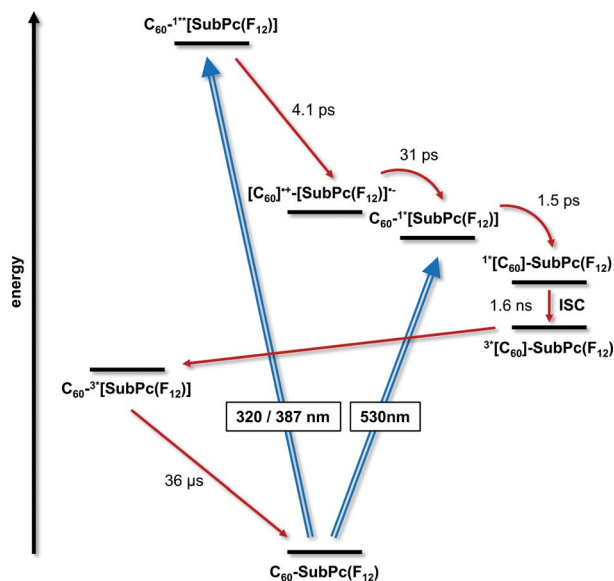 C₆₀-¹**[SubPc(F₁₂)]
4.1 ps
31 ps
[C₆₀]•+-[SubPc(F₁₂)]•-
1.5 ps
C₆₀-¹*[SubPc(F₁₂)]
¹*[C₆₀]-SubPc(F₁₂)
energy
1.6 ns
ISC
³*[C₆₀]-SubPc(F₁₂)
C₆₀-³*[SubPc(F₁₂)]
320 / 387 nm
530nm
36 µs
C₆₀-SubPc(F₁₂)